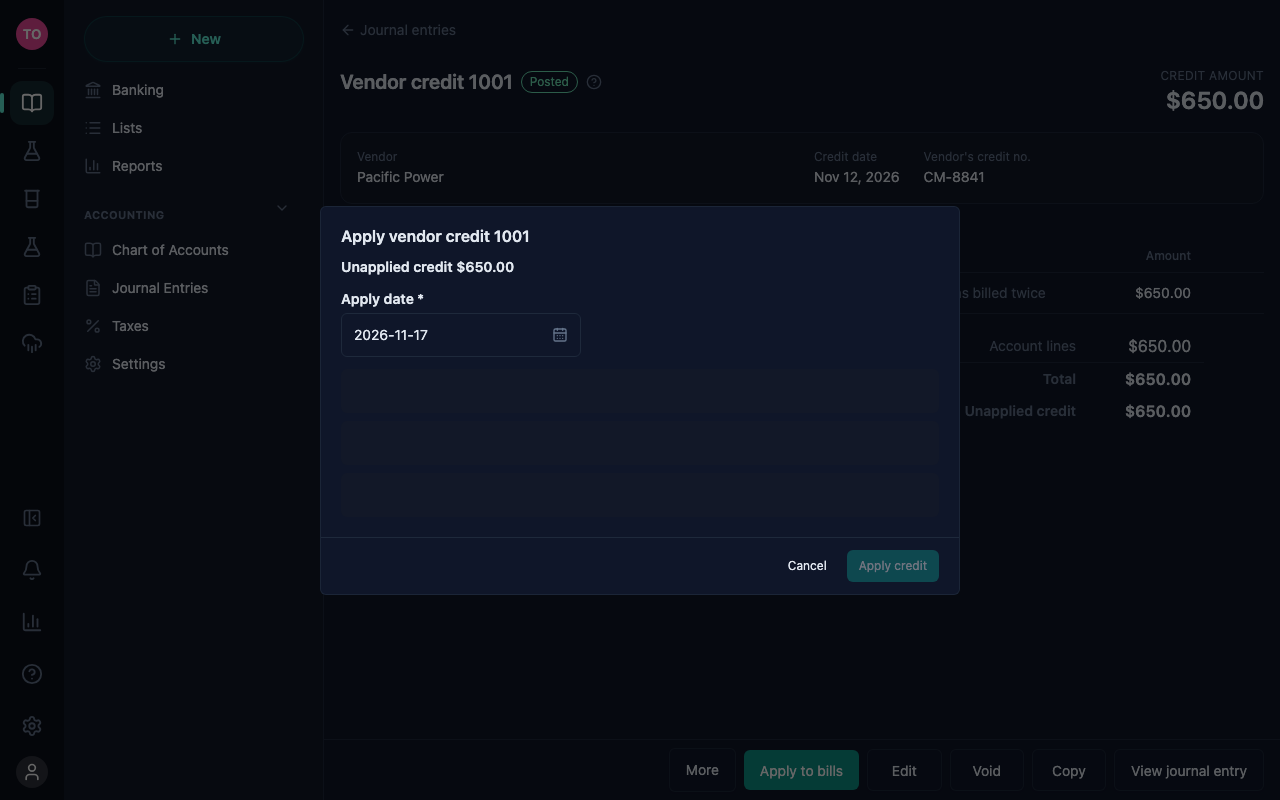 TO
New
Banking
Lists
Reports
ACCOUNTING
Chart of Accounts
Journal Entries
Taxes
Settings
Journal entries
Vendor credit 1001
Posted
CREDIT AMOUNT
$650.00
Vendor
Pacific Power
Credit date
Nov 12, 2026
Vendor's credit no.
CM-8841
Amount
billed twice
$650.00
Account lines
$650.00
Total
$650.00
Unapplied credit
$650.00
Apply vendor credit 1001
Unapplied credit $650.00
Apply date *
2026-11-17
Cancel
Apply credit
More
Apply to bills
Edit
Void
Copy
View journal entry